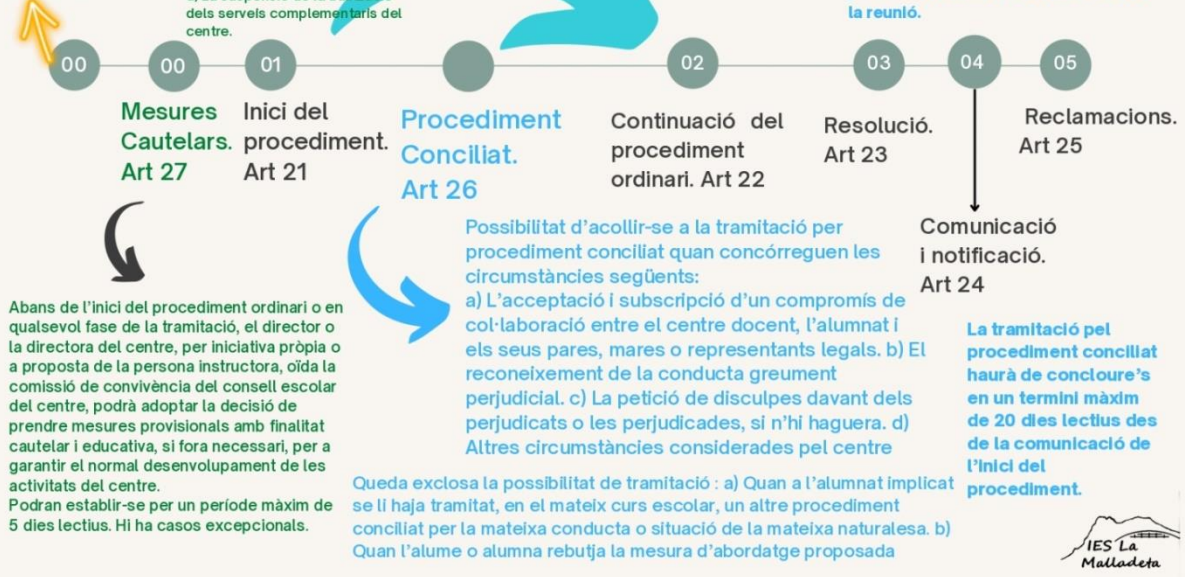 dels serveis complementaris del
centre.
la reunió.
00
00
01
02
03
04
05
Mesures
Cautelars.
Art 27
Inici del
procediment.
Art 21
Procediment
Conciliat.
Art 26
Continuació del
procediment
ordinari. Art 22
Resolució.
Art 23
Reclamacions.
Art 25
Comunicació
i notificació.
Art 24
Abans de l'inici del procediment ordinari o en
qualsevol fase de la tramitació, el director o
la directora del centre, per iniciativa pròpia o
a proposta de la persona instructora, oïda la
comissió de convivència del consell escolar
del centre, podrà adoptar la decisió de
prendre mesures provisionals amb finalitat
cautelar i educativa, si fora necessari, per a
garantir el normal desenvolupament de les
activitats del centre.
Podran establir-se per un període màxim de
5 dies lectius. Hi ha casos excepcionals.
Possibilitat d'acollir-se a la tramitació per
procediment conciliat quan concórreguen les
circumstàncies següents:
a) L'acceptació i subscripció d'un compromís de
col·laboració entre el centre docent, l'alumnat i
els seus pares, mares o representants legals. b) El
reconeixement de la conducta greument
perjudicial. c) La petició de disculpes davant dels
perjudicats o les perjudicades, si n'hi haguera. d)
Altres circumstàncies considerades pel centre
Queda exclosa la possibilitat de tramitació : a) Quan a l'alumnat implicat
se li haja tramitat, en el mateix curs escolar, un altre procediment
conciliat per la mateixa conducta o situació de la mateixa naturalesa. b)
Quan l'alume o alumna rebutja la mesura d'abordatge proposada
La tramitació pel
procediment conciliat
haurà de concloure's
en un termini màxim
de 20 dies lectius des
de la comunicació de
l'inici del
procediment.
IES La
Malladeta